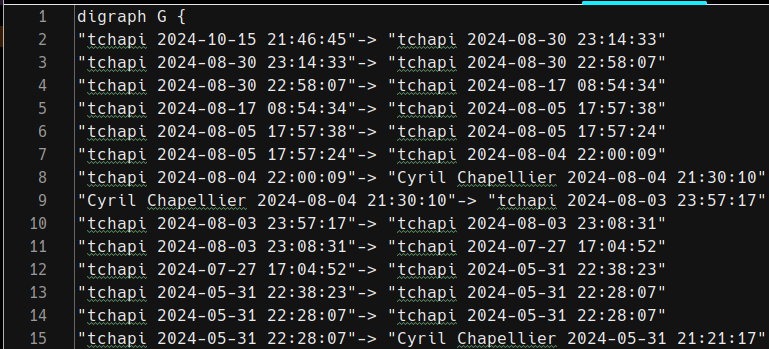 1 digraph G {
2 "tchapi 2024-10-15 21:46:45"-> "tchapi 2024-08-30 23:14:33"
3 "tchapi 2024-08-30 23:14:33"-> "tchapi 2024-08-30 22:58:07"
4 "tchapi 2024-08-30 22:58:07"-> "tchapi 2024-08-17 08:54:34"
5 "tchapi 2024-08-17 08:54:34"-> "tchapi 2024-08-05 17:57:38"
6 "tchapi 2024-08-05 17:57:38"-> "tchapi 2024-08-05 17:57:24"
7 "tchapi 2024-08-05 17:57:24"-> "tchapi 2024-08-04 22:00:09"
8 "tchapi 2024-08-04 22:00:09"-> "Cyril Chapellier 2024-08-04 21:30:10"
9 "Cyril Chapellier 2024-08-04 21:30:10"-> "tchapi 2024-08-03 23:57:17"
10 "tchapi 2024-08-03 23:57:17"-> "tchapi 2024-08-03 23:08:31"
11 "tchapi 2024-08-03 23:08:31"-> "tchapi 2024-07-27 17:04:52"
12 "tchapi 2024-07-27 17:04:52"-> "tchapi 2024-05-31 22:38:23"
13 "tchapi 2024-05-31 22:38:23"-> "tchapi 2024-05-31 22:28:07"
14 "tchapi 2024-05-31 22:28:07"-> "tchapi 2024-05-31 22:28:07"
15 "tchapi 2024-05-31 22:28:07"-> "Cyril Chapellier 2024-05-31 21:21:17"